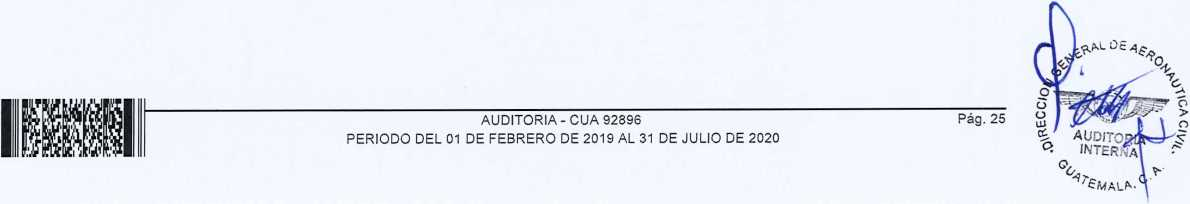 AUDITORIA - CUA 92896
Pág. 25
PERIODO DEL 01 DE FEBRERO DE 2019 AL 31 DE JULIO DE 2020
DIRECCION GENERAL DE AERONAUTICA CIVIL.
AUDITORIA
INTERNA
GUATEMALA, C. A.